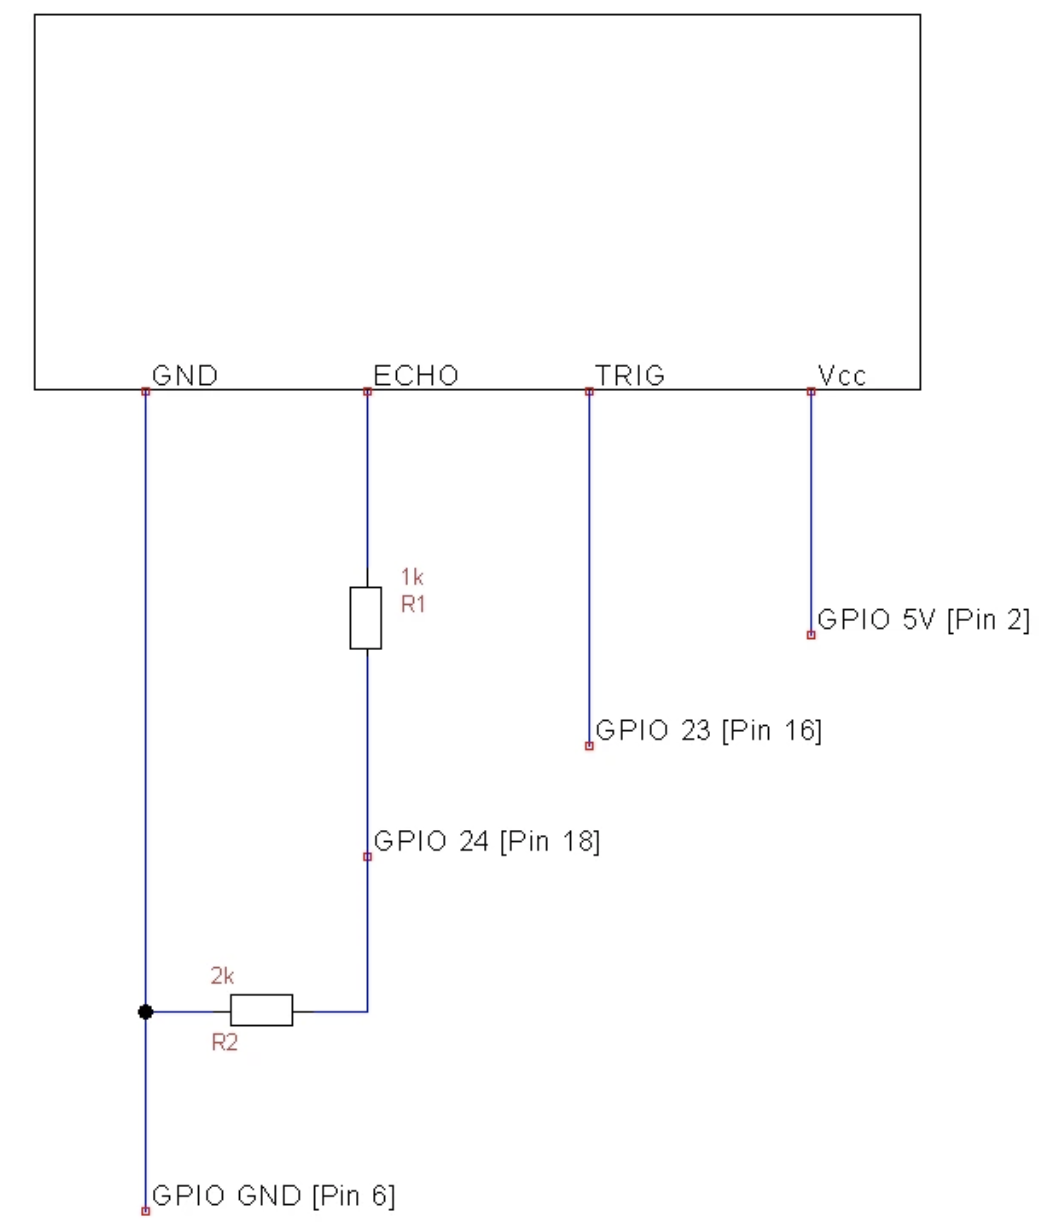 GND
ECHO
TRIG
Vcc
1k
R1
GPIO 5V [Pin 2]
GPIO 23 [Pin 16]
GPIO 24 [Pin 18]
2k
R2
GPIO GND [Pin 6]